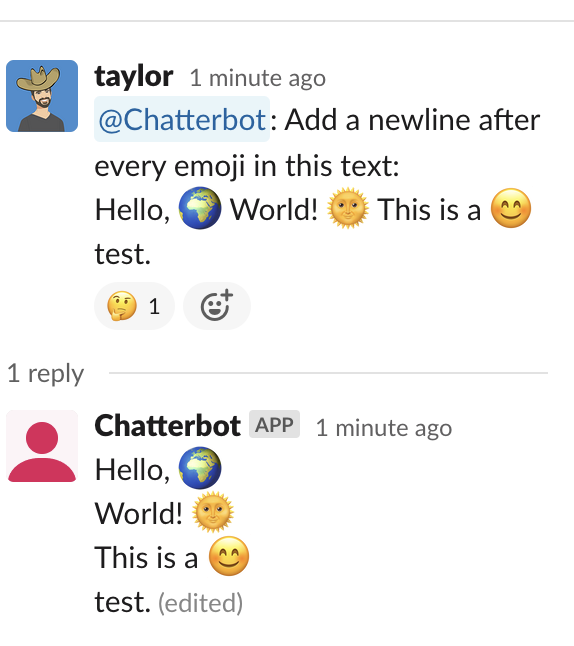 taylor 1 minute ago
@Chatterbot: Add a newline after
every emoji in this text:
Hello, 🌍 World! 🌞 This is a 😊
test.
🤔 1
1 reply
Chatterbot APP 1 minute ago
Hello, 🌍
World! 🌞
This is a 😊
test. (edited)